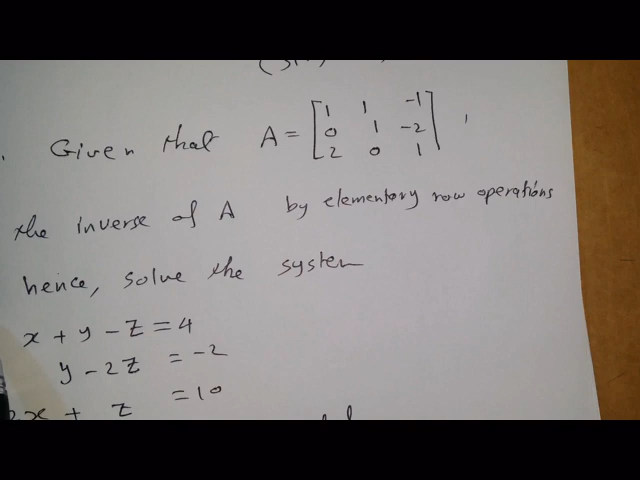 Given that A = [1 1 -1
0 1 -2
2 0 1],
the inverse of A by elementary row operations
hence, solve the system
x + y - z = 4
y - 2z = -2
2x + z = 10